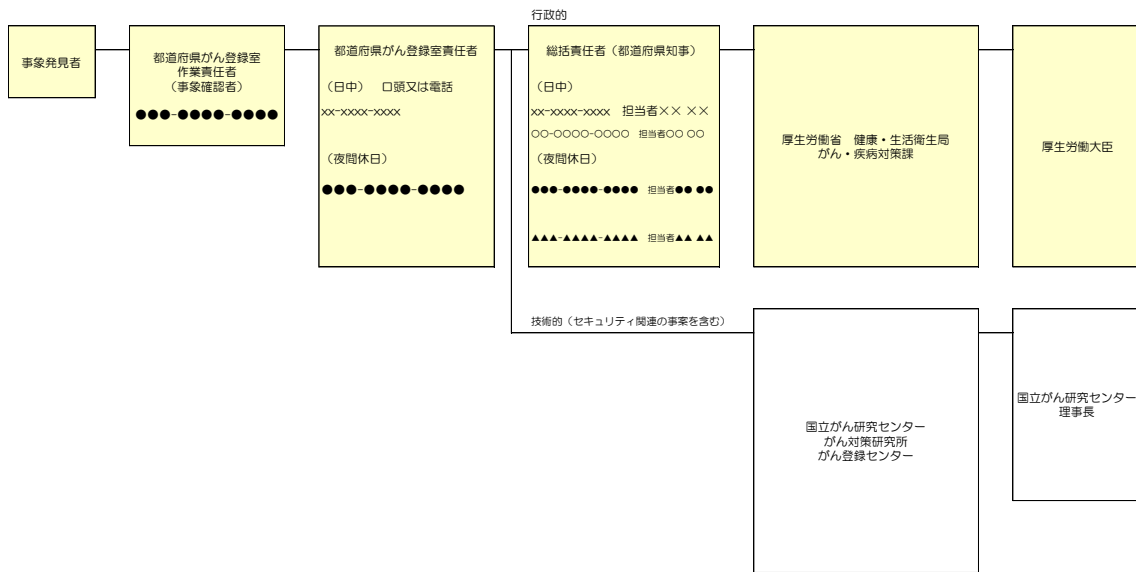 行政的
事象発見者
都道府県がん登録室
作業責任者
（事象確認者）
●●●-●●●●-●●●●
都道府県がん登録室責任者
（日中）　口頭又は電話
xx-xxxx-xxxx
（夜間休日）
●●●-●●●●-●●●●
総括責任者（都道府県知事）
（日中）
xx-xxxx-xxxx　担当者×× ××
○○-○○○○-○○○○　担当者○○ ○○
（夜間休日）
●●●-●●●●-●●●●　担当者●● ●●
▲▲▲-▲▲▲▲-▲▲▲▲　担当者▲▲ ▲▲
厚生労働省　健康・生活衛生局
がん・疾病対策課
厚生労働大臣
技術的（セキュリティ関連の事案を含む）
国立がん研究センター
がん対策研究所
がん登録センター
国立がん研究センター
理事長